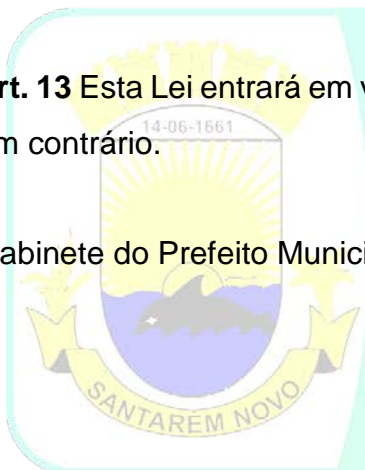 rt. 13 Esta Lei entrará em v
14-06-1661
m contrário.
abinete do Prefeito Munici
SANTAREM NOVO